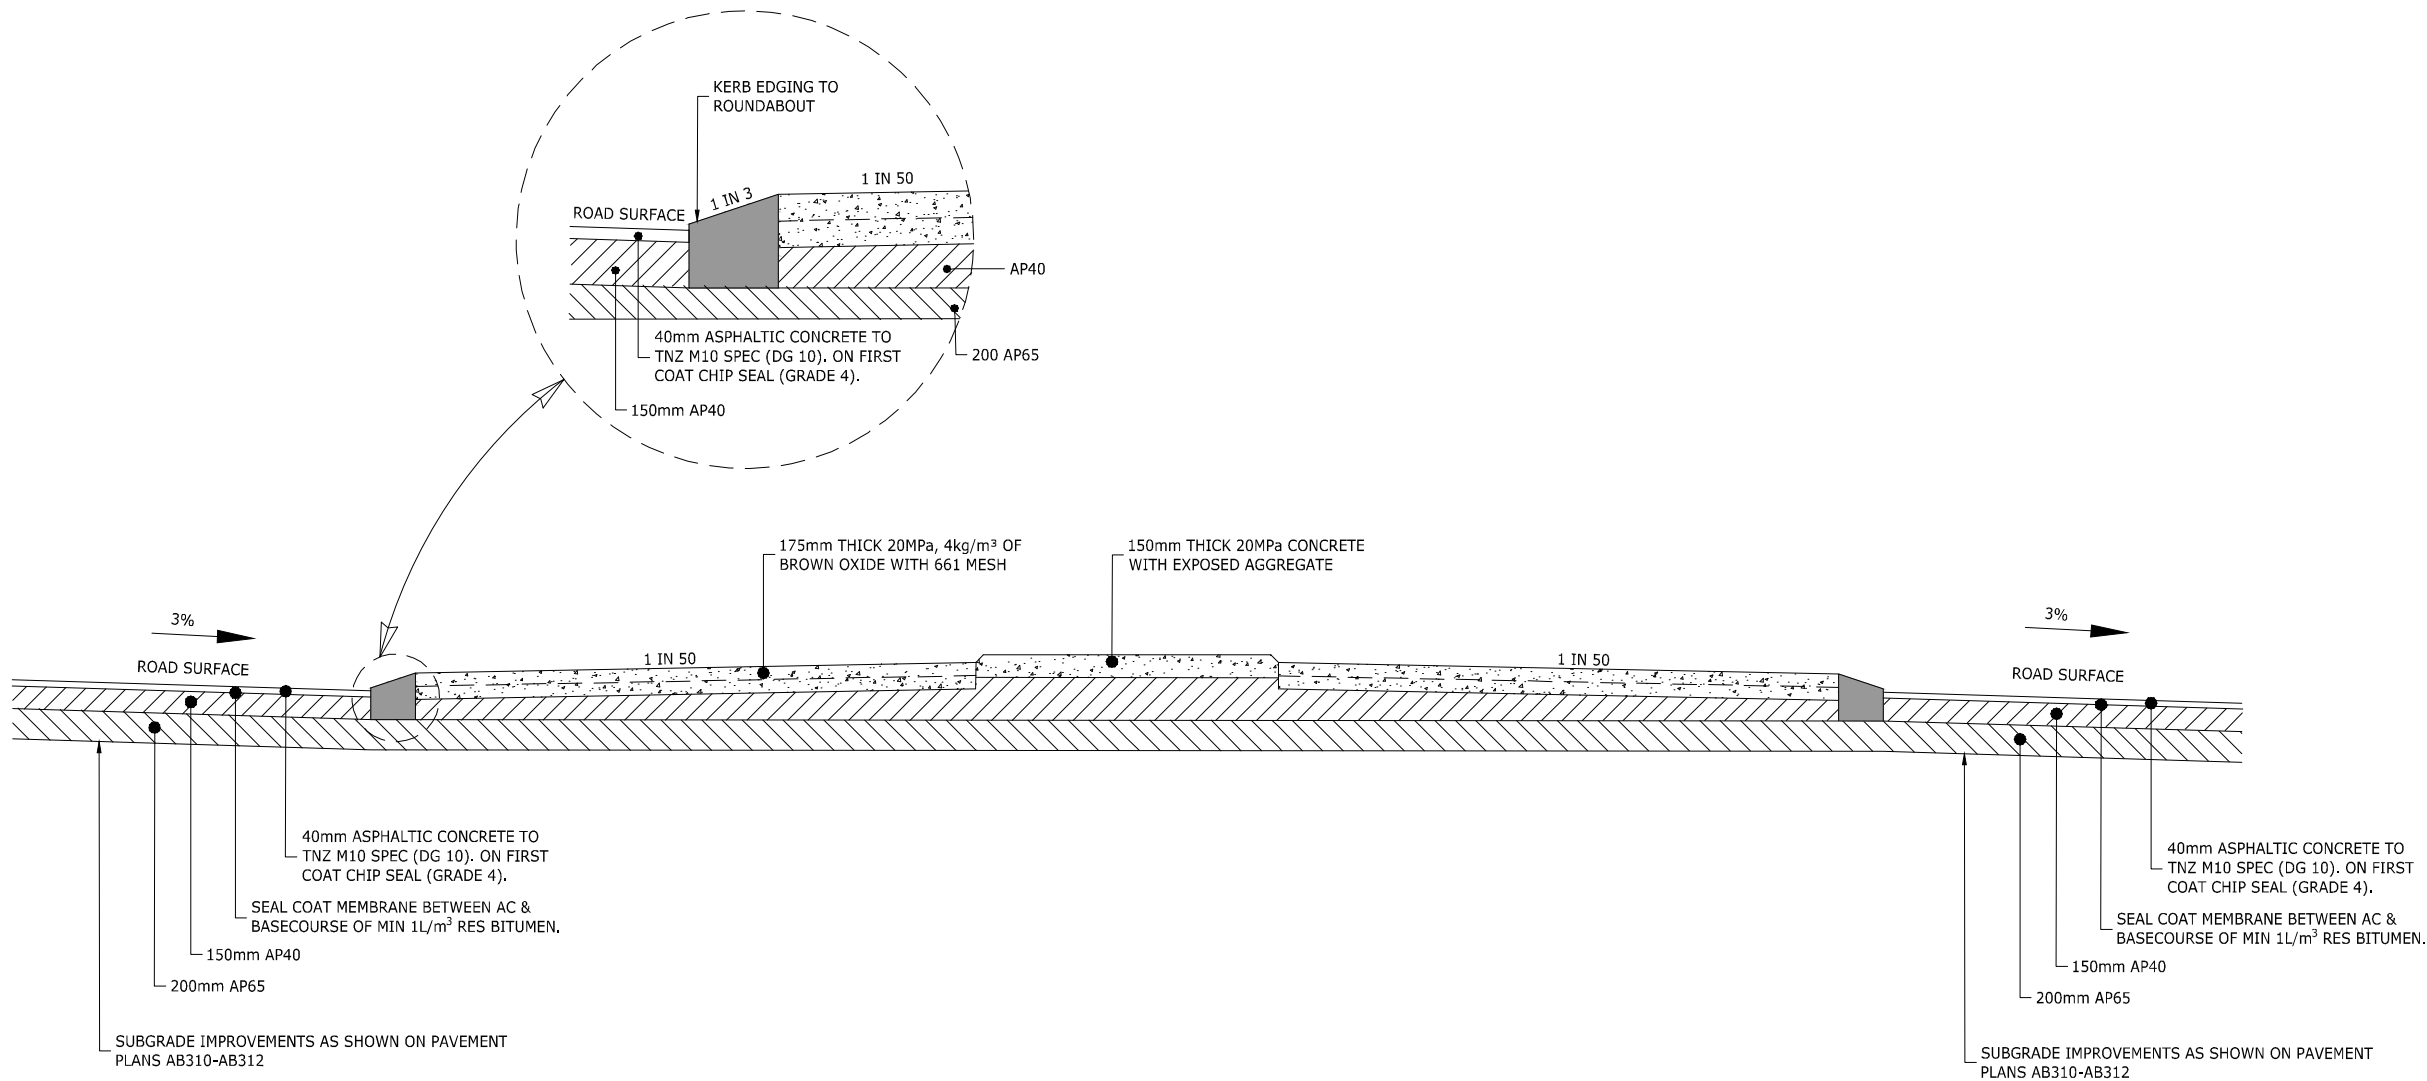 KERB EDGING TO
ROUNDABOUT
1 IN 3
1 IN 50
ROAD SURFACE
AP40
40mm ASPHALTIC CONCRETE TO
TNZ M10 SPEC (DG 10). ON FIRST
COAT CHIP SEAL (GRADE 4).
200 AP65
150mm AP40
175mm THICK 20MPa, 4kg/m³ OF
BROWN OXIDE WITH 661 MESH
150mm THICK 20MPa CONCRETE
WITH EXPOSED AGGREGATE
3%
ROAD SURFACE
1 IN 50
1 IN 50
3%
ROAD SURFACE
40mm ASPHALTIC CONCRETE TO
TNZ M10 SPEC (DG 10). ON FIRST
COAT CHIP SEAL (GRADE 4).
SEAL COAT MEMBRANE BETWEEN AC &
BASECOURSE OF MIN 1L/m³ RES BITUMEN.
150mm AP40
200mm AP65
SUBGRADE IMPROVEMENTS AS SHOWN ON PAVEMENT
PLANS AB310-AB312
40mm ASPHALTIC CONCRETE TO
TNZ M10 SPEC (DG 10). ON FIRST
COAT CHIP SEAL (GRADE 4).
SEAL COAT MEMBRANE BETWEEN AC &
BASECOURSE OF MIN 1L/m³ RES BITUMEN.
150mm AP40
200mm AP65
SUBGRADE IMPROVEMENTS AS SHOWN ON PAVEMENT
PLANS AB310-AB312